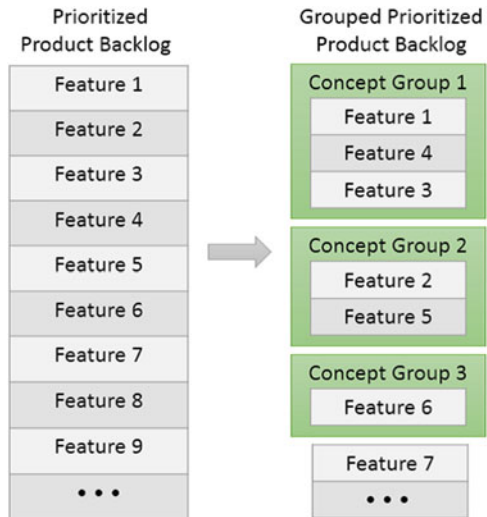 Prioritized
Product Backlog
Feature 1
Feature 2
Feature 3
Feature 4
Feature 5
Feature 6
Feature 7
Feature 8
Feature 9
• • •
Grouped Prioritized
Product Backlog
Concept Group 1
Feature 1
Feature 4
Feature 3
Concept Group 2
Feature 2
Feature 5
Concept Group 3
Feature 6
Feature 7
• • •